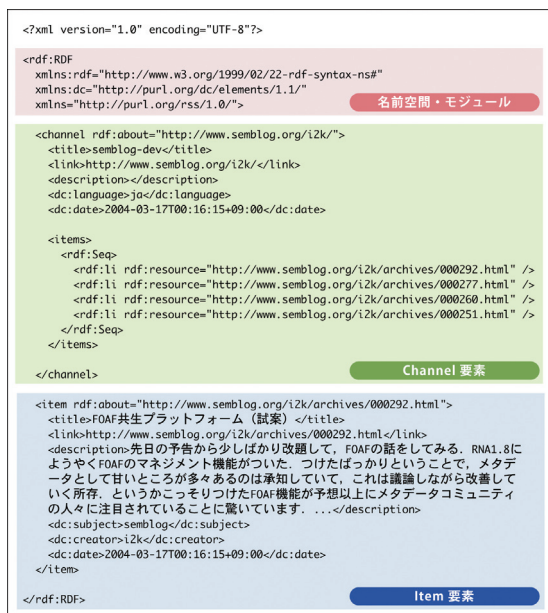 <?xml version="1.0" encoding="UTF-8"?>
<rdf:RDF
xmlns:rdf="http://www.w3.org/1999/02/22-rdf-syntax-ns#"
xmlns:dc="http://purl.org/dc/elements/1.1/"
xmlns="http://purl.org/rss/1.0/">
名前空間・モジュール
<channel rdf:about="http://www.semblog.org/i2k/">
<title>semblog-dev</title>
<link>http://www.semblog.org/i2k/</link>
<description></description>
<dc:language>ja</dc:language>
<dc:date>2004-03-17T00:16:15+09:00</dc:date>
<items>
<rdf:Seq>
<rdf:li rdf:resource="http://www.semblog.org/i2k/archives/000292.html" />
<rdf:li rdf:resource="http://www.semblog.org/i2k/archives/000277.html" />
<rdf:li rdf:resource="http://www.semblog.org/i2k/archives/000260.html" />
<rdf:li rdf:resource="http://www.semblog.org/i2k/archives/000251.html" />
</rdf:Seq>
</items>
</channel>
Channel 要素
<item rdf:about="http://www.semblog.org/i2k/archives/000292.html">
<title>FOAF共生プラットフォーム（試案）</title>
<link>http://www.semblog.org/i2k/archives/000292.html</link>
<description>先日の予告から少しばかり改題して，FOAFの話をしてみる．RNA1.8に
ようやくFOAFのマネジメント機能がついた．つけたばっかりということで，メタデ
ータとして甘いところが多々あるのは承知していて，これは議論しながら改善して
いく所存．というかこっそりつけたFOAF機能が予想以上にメタデータコミュニティ
の人々に注目されていることに驚いています．...</description>
<dc:subject>semblog</dc:subject>
<dc:creator>i2k</dc:creator>
<dc:date>2004-03-17T00:16:15+09:00</dc:date>
</item>
</rdf:RDF>
Item 要素